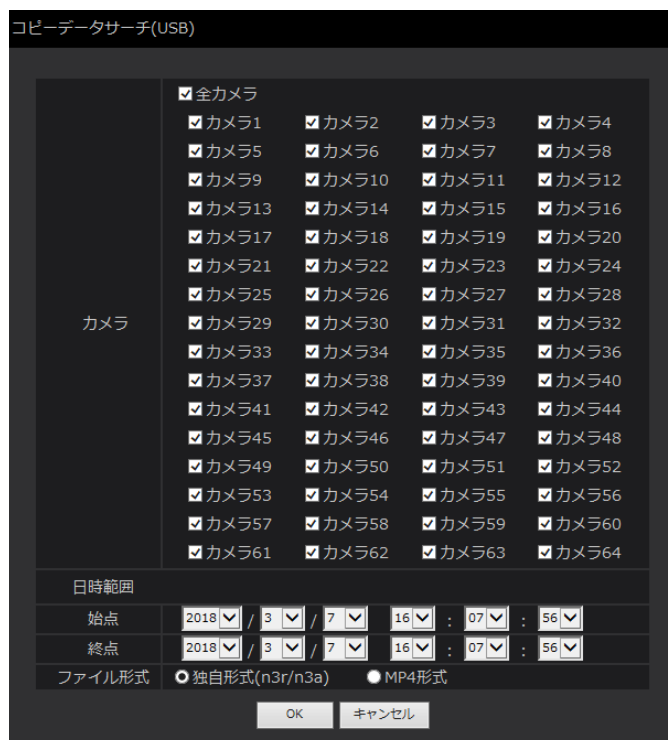 コピーデータサーチ(USB)
全カメラ
カメラ1 カメラ2 カメラ3 カメラ4
カメラ5 カメラ6 カメラ7 カメラ8
カメラ9 カメラ10 カメラ11 カメラ12
カメラ13 カメラ14 カメラ15 カメラ16
カメラ17 カメラ18 カメラ19 カメラ20
カメラ21 カメラ22 カメラ23 カメラ24
カメラ25 カメラ26 カメラ27 カメラ28
カメラ カメラ29 カメラ30 カメラ31 カメラ32
カメラ33 カメラ34 カメラ35 カメラ36
カメラ37 カメラ38 カメラ39 カメラ40
カメラ41 カメラ42 カメラ43 カメラ44
カメラ45 カメラ46 カメラ47 カメラ48
カメラ49 カメラ50 カメラ51 カメラ52
カメラ53 カメラ54 カメラ55 カメラ56
カメラ57 カメラ58 カメラ59 カメラ60
カメラ61 カメラ62 カメラ63 カメラ64
日時範囲
始点 2018 / 3 / 7 16 : 07 : 56
終点 2018 / 3 / 7 16 : 07 : 56
ファイル形式 独自形式(n3r/n3a) MP4形式
OK キャンセル